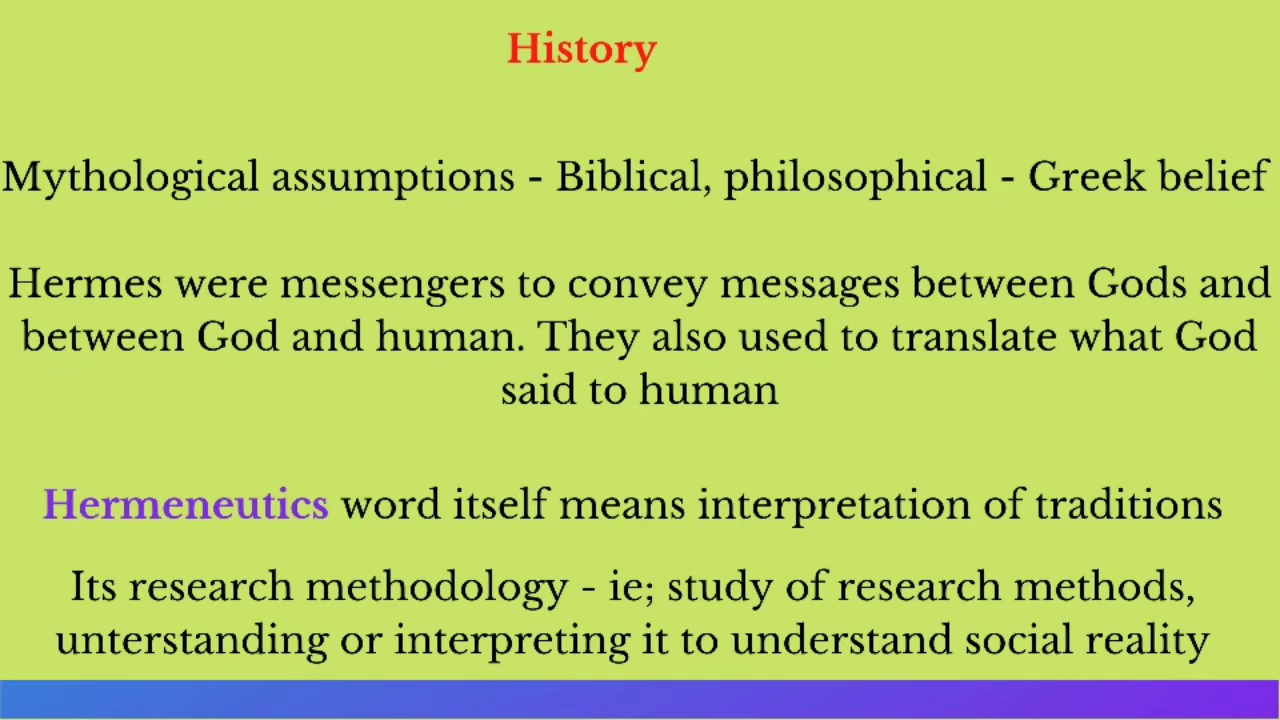 History
Mythological assumptions - Biblical, philosophical - Greek belief
Hermes were messengers to convey messages between Gods and
between God and human. They also used to translate what God
said to human
Hermeneutics word itself means interpretation of traditions
Its research methodology - ie; study of research methods,
unterstanding or interpreting it to understand social reality